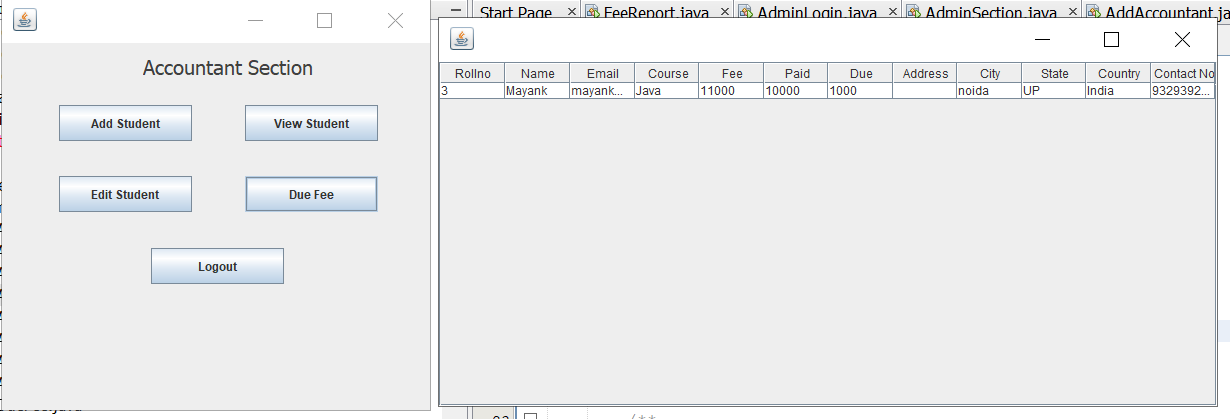 Start Page × FeeReport.java × AdminLogin.java × AdminSection.java × AddAccountant.ja
Accountant Section
Add Student View Student
Edit Student Due Fee
Logout
Rollno Name Email Course Fee Paid Due Address City State Country Contact No
3 Mayank mayank... Java 11000 10000 1000 noida UP India 9329392...
/**